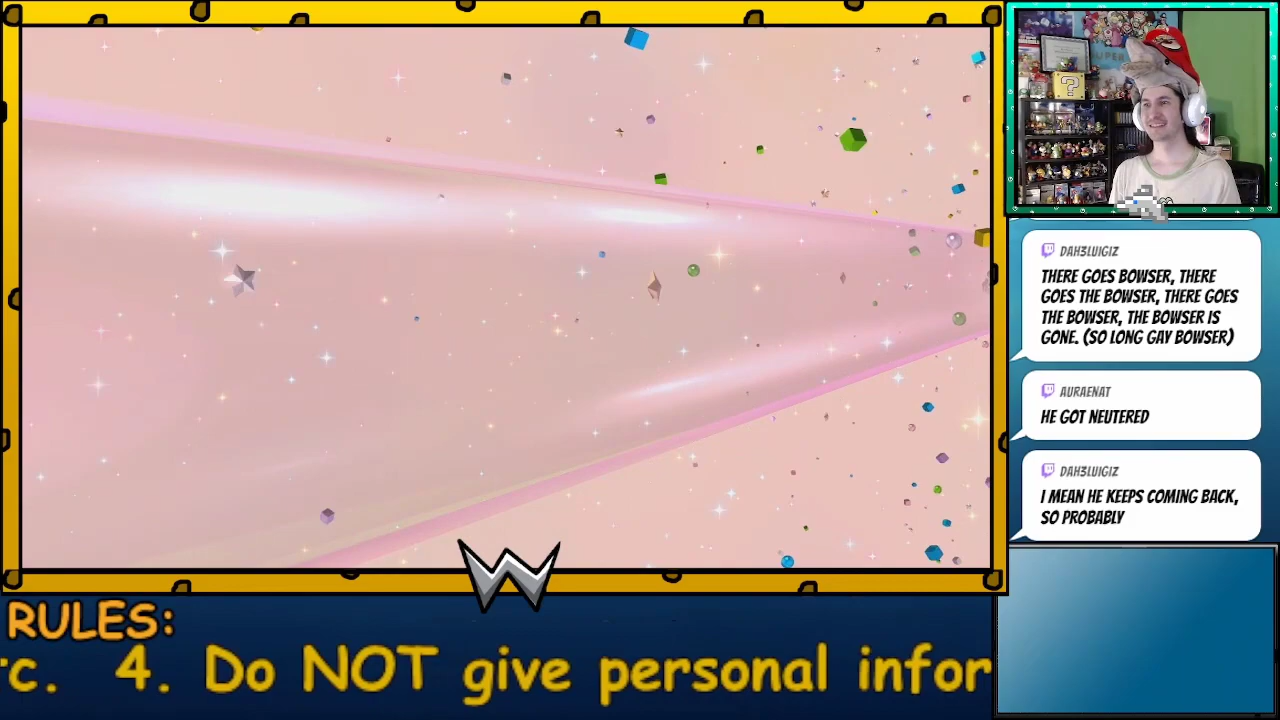 SUPER
?
DAH3LUIGIZ
THERE GOES BOWSER, THERE
GOES THE BOWSER, THERE GOES
THE BOWSER, THE BOWSER IS
GONE. (SO LONG GAY BOWSER)
AURAENAT
HE GOT NEUTERED
DAH3LUIGIZ
I MEAN HE KEEPS COMING BACK,
SO PROBABLY
W
RULES:
rc. 4. Do NOT give personal infor